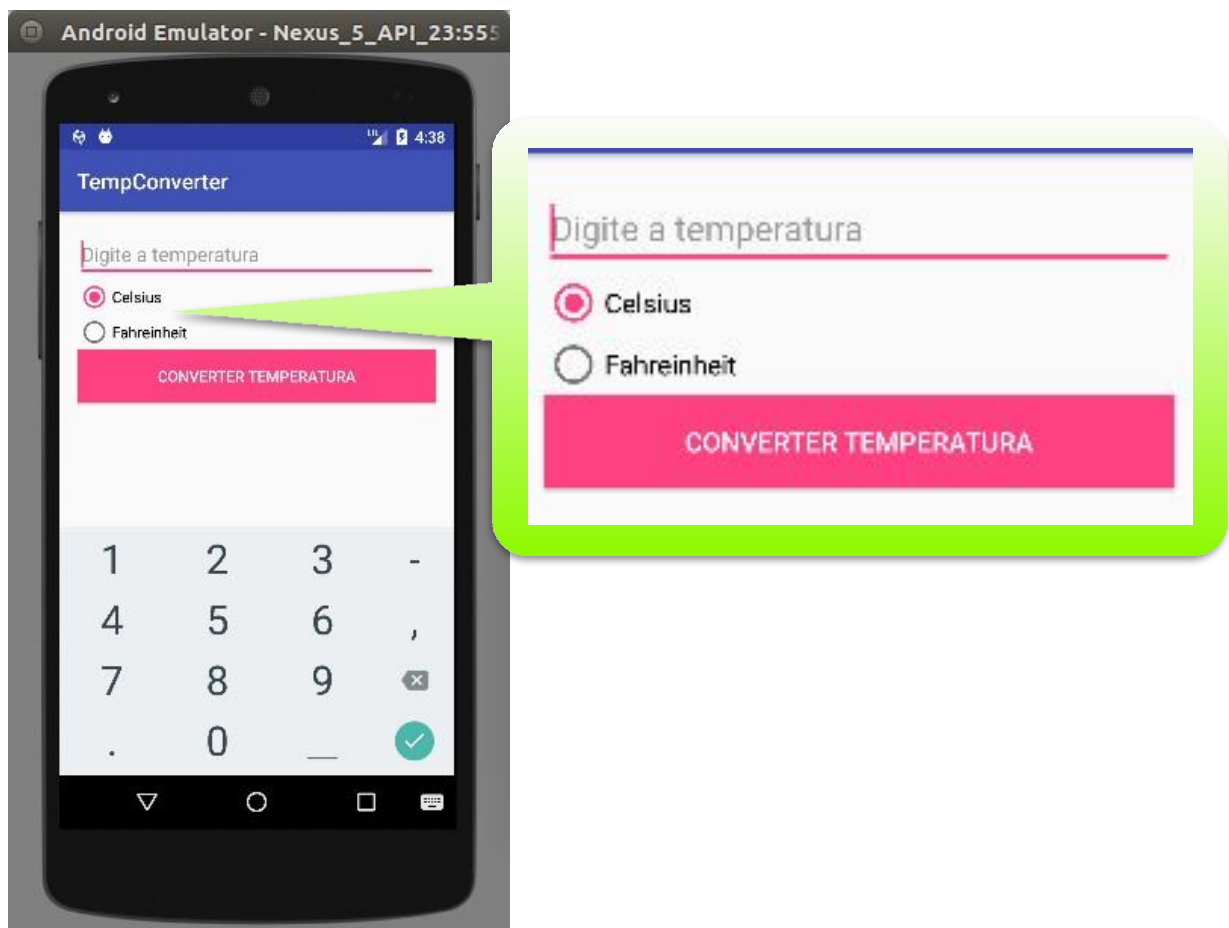 Android Emulator - Nexus_5_API_23:555
4:38
TempConverter
Digite a temperatura
Celsius
Fahreinheit
CONVERTER TEMPERATURA
1 2 3 -
4 5 6 ,
7 8 9
. 0 _
Digite a temperatura
Celsius
Fahreinheit
CONVERTER TEMPERATURA